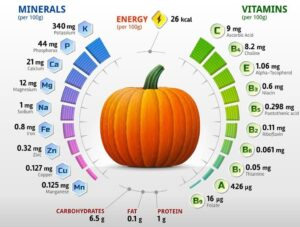 MINERALS
(per 100g)
340 mg
Potassium
K
44 mg
Phosphorus
P
21 mg
Calcium
Ca
12 mg
Magnesium
Mg
1 mg
Sodium
Na
0.8 mg
Iron
Fe
0.32 mg
Zinc
Zn
0.127 mg
Copper
Cu
0.125 mg
Manganese
Mn
ENERGY
(per 100g)
26 kcal
VITAMINS
(per 100g)
C
9 mg
Ascorbic Acid
B4
8.2 mg
Choline
E
1.06 mg
Alpha-Tocopherol
B3
0.6 mg
Niacin
B5
0.298 mg
Pantothenic acid
B2
0.11 mg
Riboflavin
B6
0.061 mg
B1
0.05 mg
Thiamine
A
426 µg
B9
16 µg
Folate
CARBOHYDRATES
6.5 g
FAT
0.1 g
PROTEIN
1 g